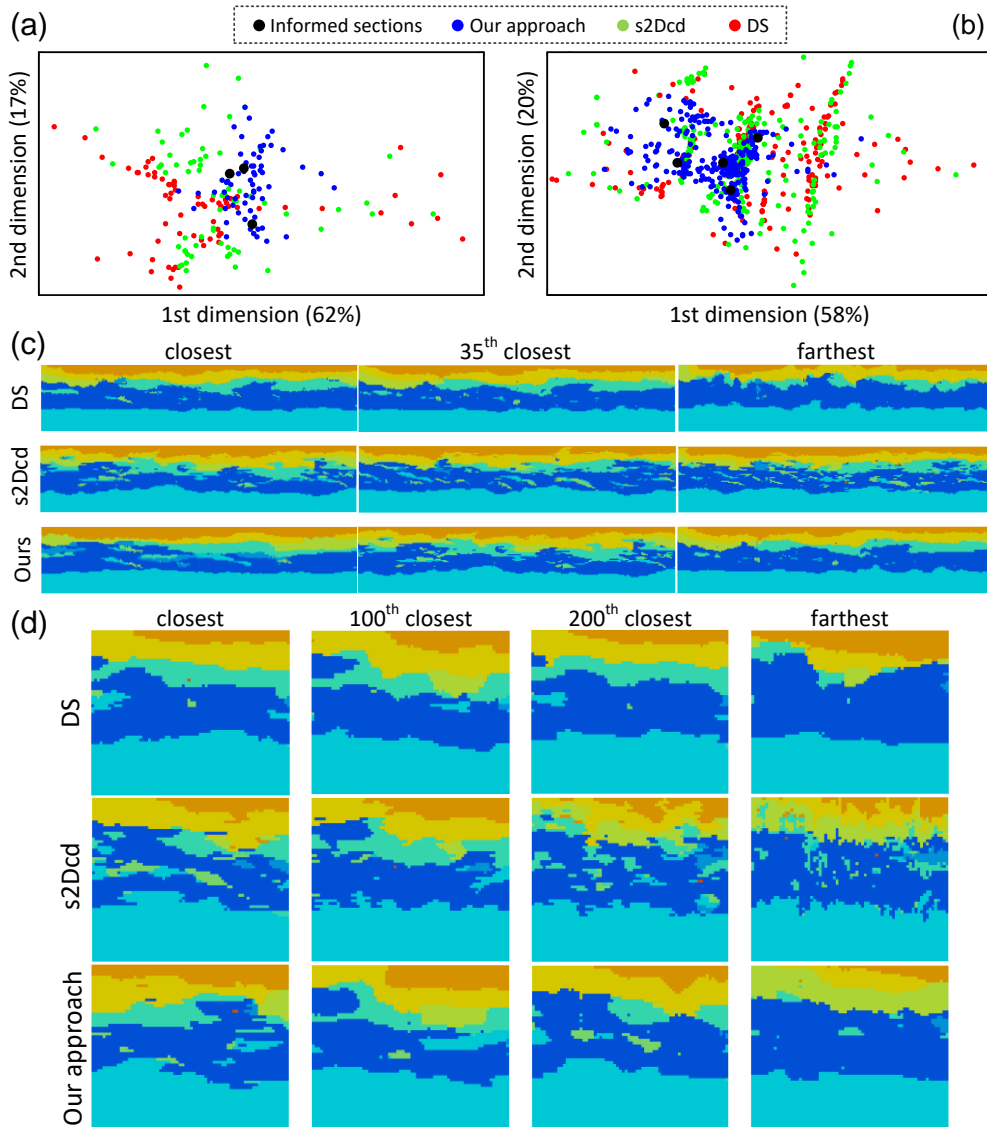 (a)
Informed sections Our approach s2Dcd DS
(b)
2nd dimension (17%)
1st dimension (62%)
2nd dimension (20%)
1st dimension (58%)
(c)
closest 35th closest farthest
DS
s2Dcd
Ours
(d)
closest 100th closest 200th closest farthest
DS
s2Dcd
Our approach